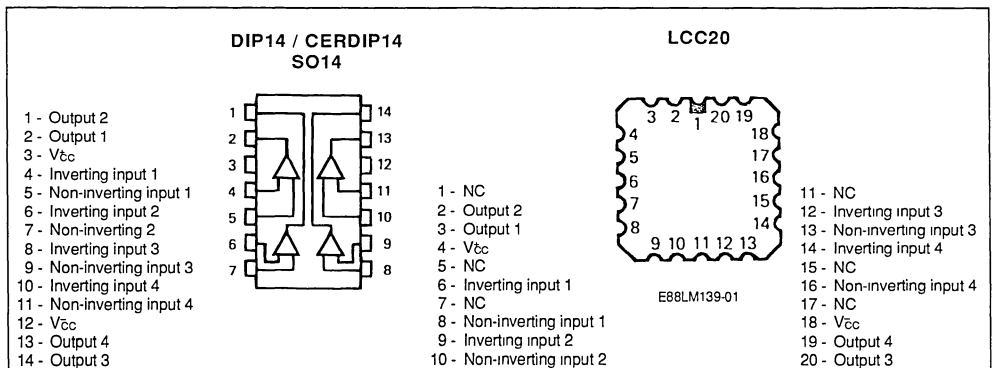 DIP14 / CERDIP14
SO14
1 - Output 2
2 - Output 1
3 - V⁺cc
4 - Inverting input 1
5 - Non-inverting input 1
6 - Inverting input 2
7 - Non-inverting 2
8 - Inverting input 3
9 - Non-inverting input 3
10 - Inverting input 4
11 - Non-inverting input 4
12 - V⁻cc
13 - Output 4
14 - Output 3
1 14
2 13
3 12
4 11
5 10
6 9
7 8
LCC20
3 2 1 20 19
4 18
5 17
6 16
7 15
8 14
9 10 11 12 13
E88LM139-01
1 - NC
2 - Output 2
3 - Output 1
4 - V⁺cc
5 - NC
6 - Inverting input 1
7 - NC
8 - Non-inverting input 1
9 - Inverting input 2
10 - Non-inverting input 2
11 - NC
12 - Inverting input 3
13 - Non-inverting input 3
14 - Inverting input 4
15 - NC
16 - Non-inverting input 4
17 - NC
18 - V⁻cc
19 - Output 4
20 - Output 3